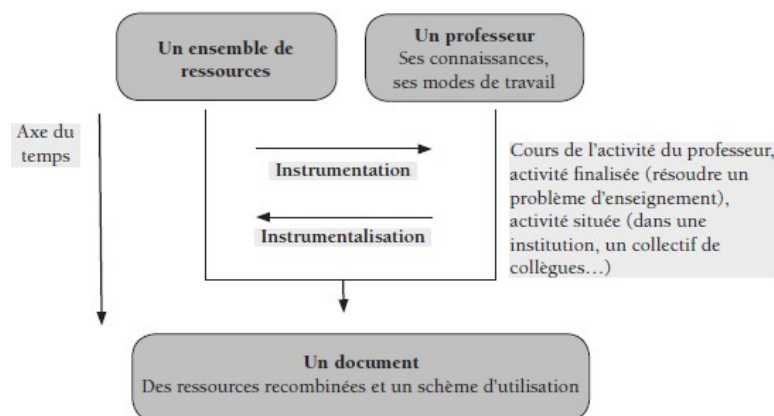 Un ensemble de
ressources
Un professeur
Ses connaissances,
ses modes de travail
Axe du
temps
Instrumentation
Instrumentalisation
Cours de l’activité du professeur,
activité finalisée (résoudre un
problème d’enseignement),
activité située (dans une
institution, un collectif de
collègues…)
Un document
Des ressources recombinées et un schème d’utilisation